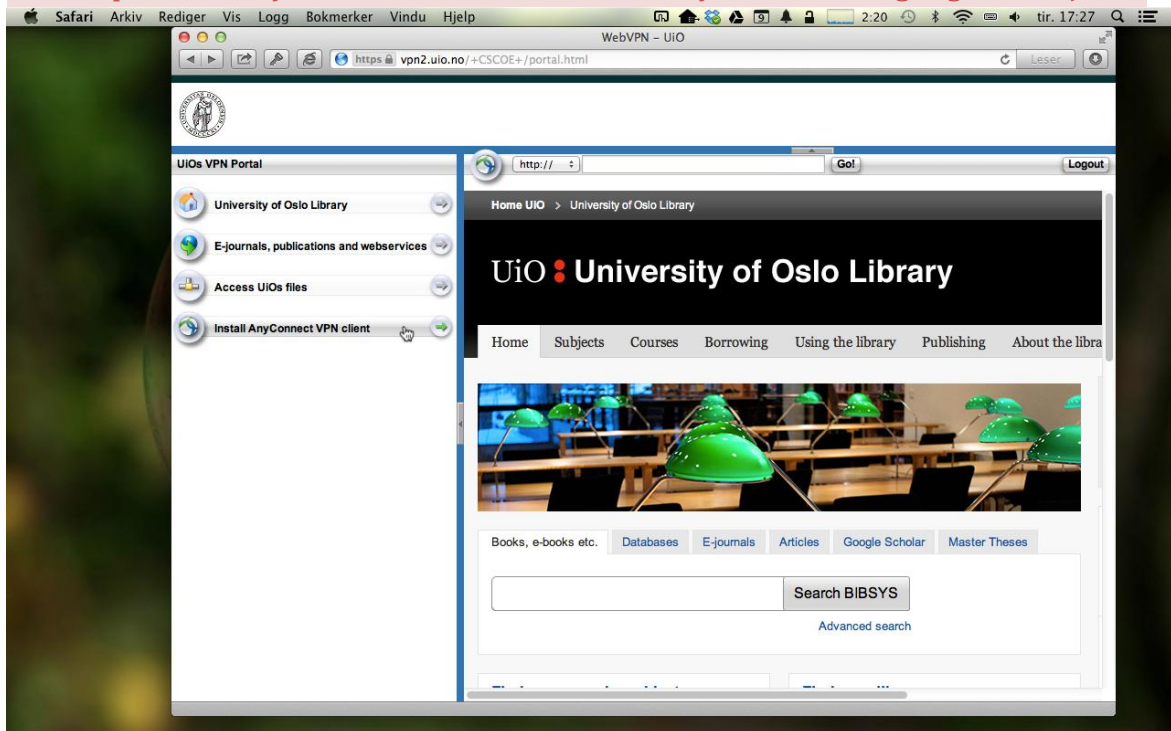 Safari Arkiv Rediger Vis Logg Bokmerker Vindu Hjelp 9 2:20 tir. 17:27
WebVPN – UiO
https vpn2.uio.no/+CSCOE+/portal.html Leser
UiOs VPN Portal
http:// Go! Logout
University of Oslo Library
E-journals, publications and webservices
Access UiOs files
Install AnyConnect VPN client
Home UiO > University of Oslo Library
UiO : University of Oslo Library
Home Subjects Courses Borrowing Using the library Publishing About the libra
Books, e-books etc. Databases E-journals Articles Google Scholar Master Theses
Search BIBSYS
Advanced search